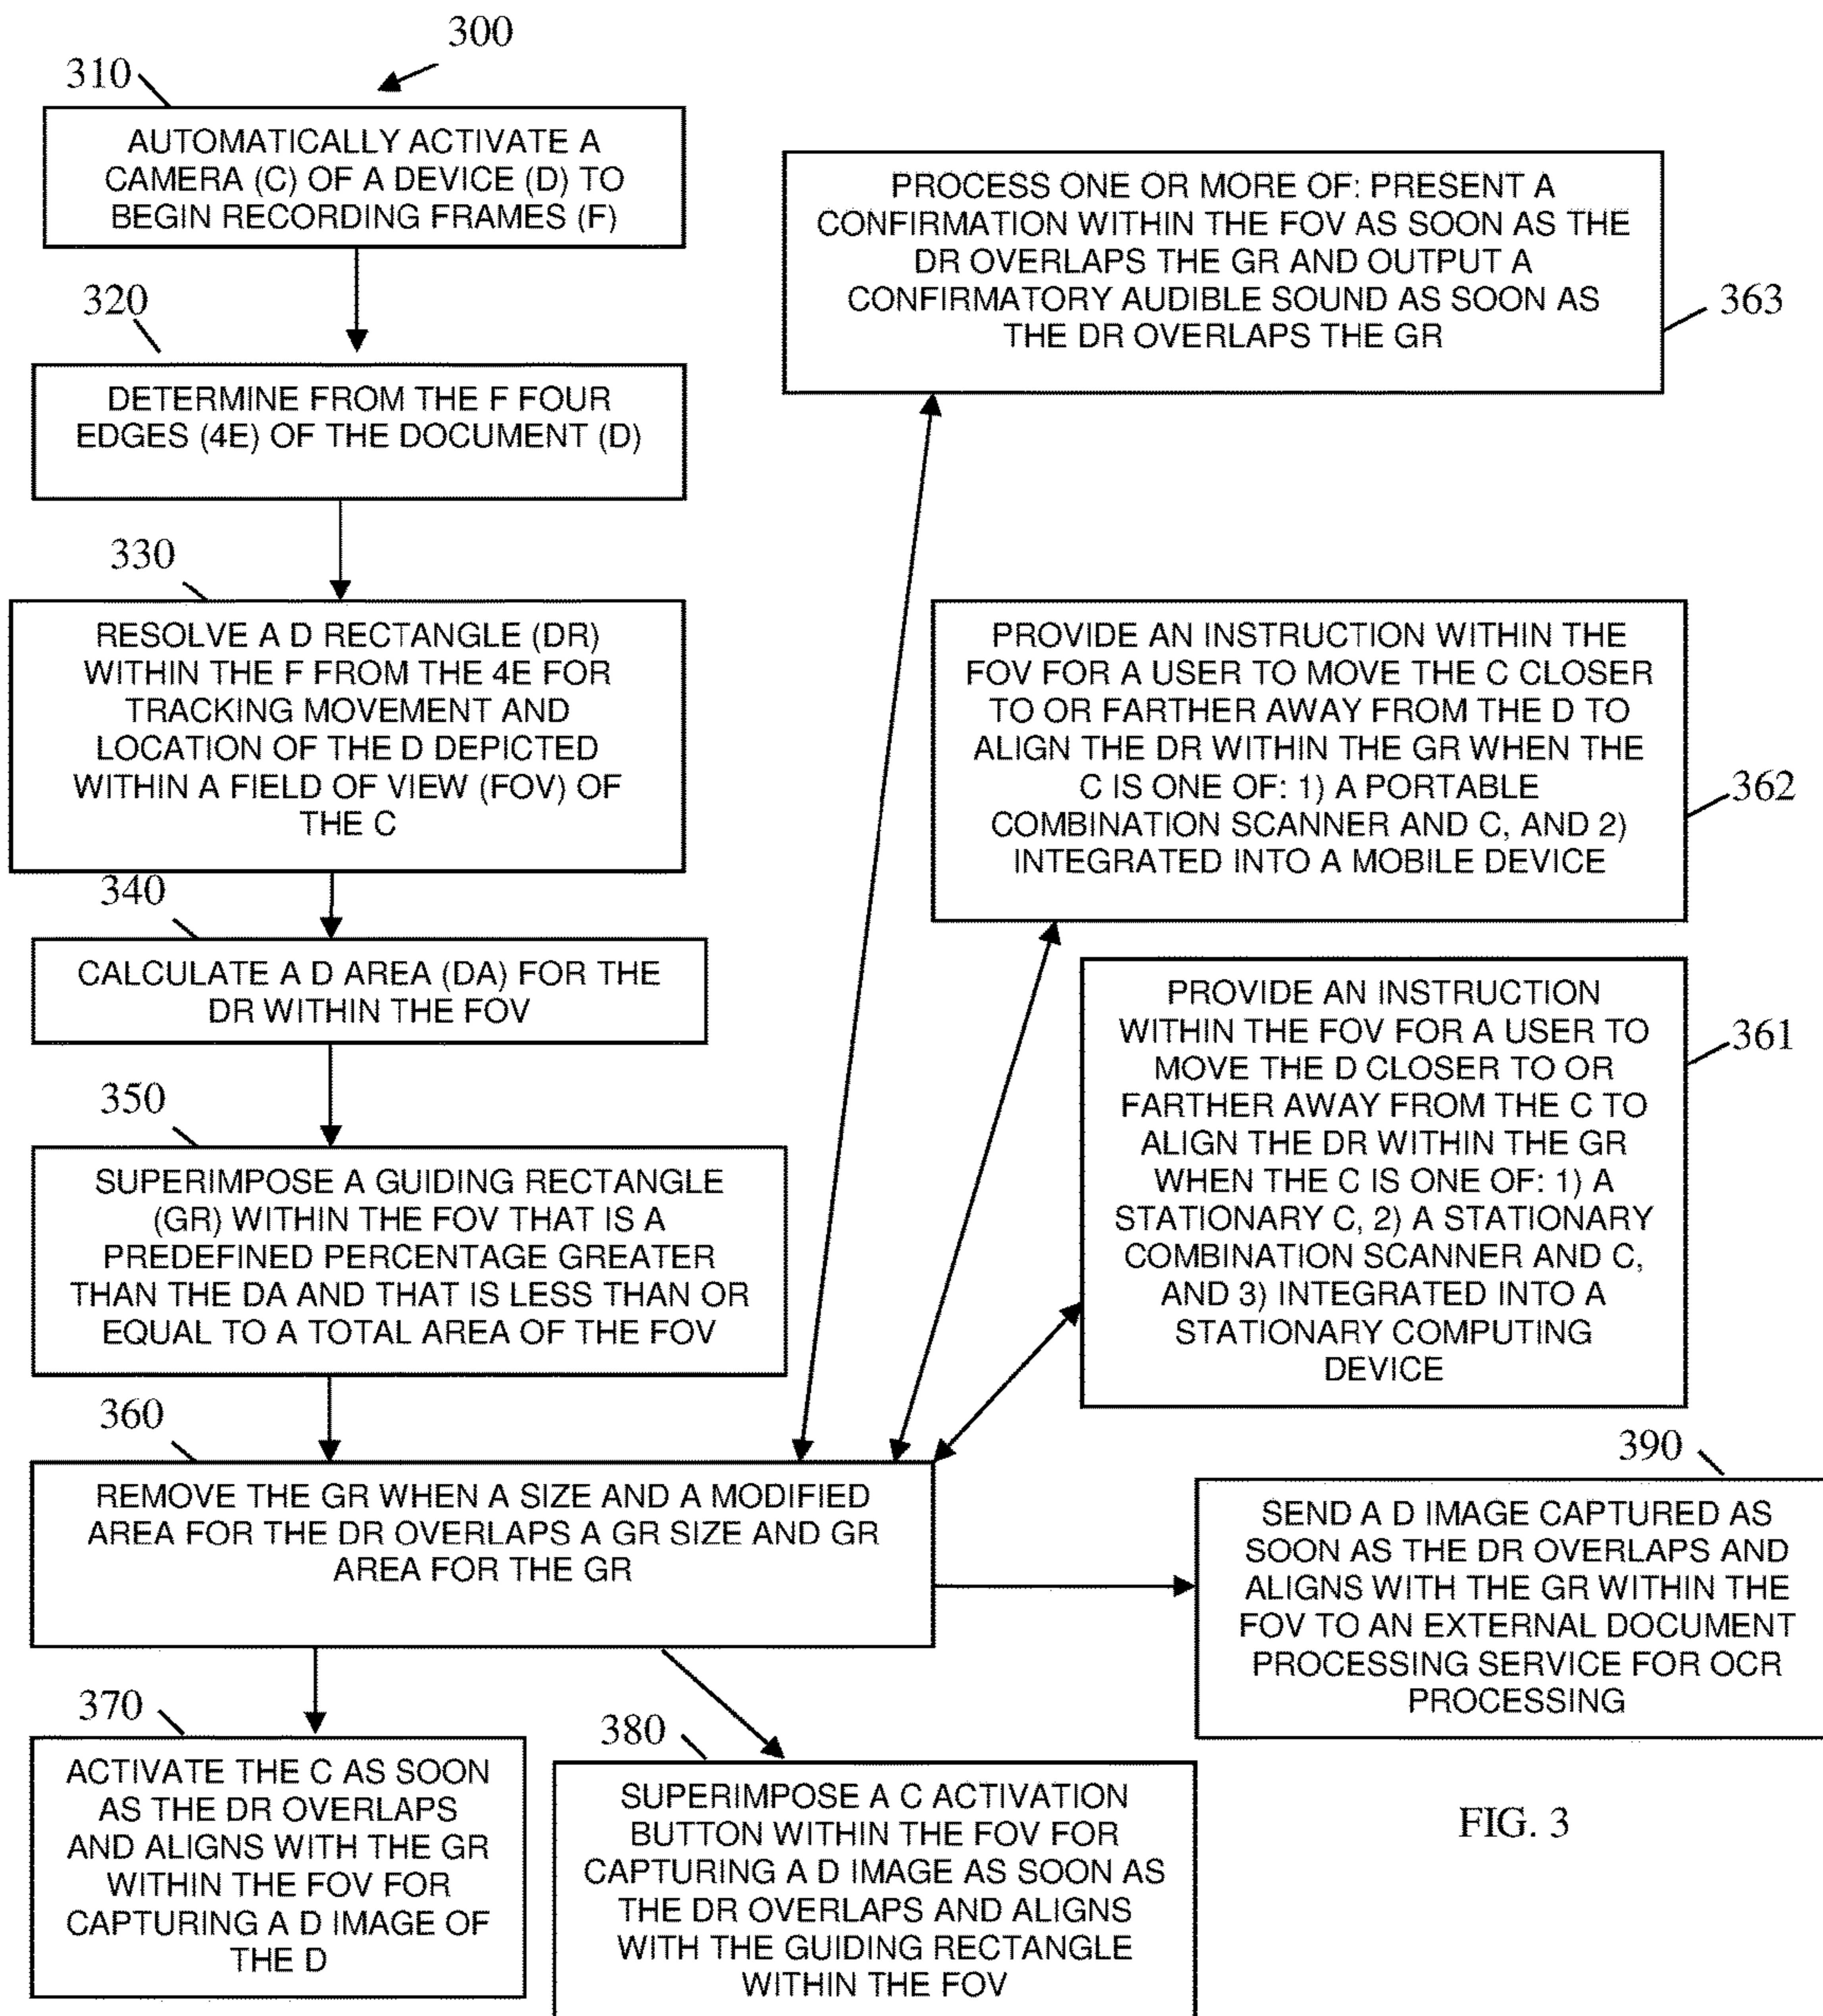 300
310
AUTOMATICALLY ACTIVATE A
CAMERA (C) OF A DEVICE (D) TO
BEGIN RECORDING FRAMES (F)
320
DETERMINE FROM THE F FOUR
EDGES (4E) OF THE DOCUMENT (D)
330
RESOLVE A D RECTANGLE (DR)
WITHIN THE F FROM THE 4E FOR
TRACKING MOVEMENT AND
LOCATION OF THE D DEPICTED
WITHIN A FIELD OF VIEW (FOV) OF
THE C
340
CALCULATE A D AREA (DA) FOR THE
DR WITHIN THE FOV
350
SUPERIMPOSE A GUIDING RECTANGLE
(GR) WITHIN THE FOV THAT IS A
PREDEFINED PERCENTAGE GREATER
THAN THE DA AND THAT IS LESS THAN OR
EQUAL TO A TOTAL AREA OF THE FOV
360
REMOVE THE GR WHEN A SIZE AND A MODIFIED
AREA FOR THE DR OVERLAPS A GR SIZE AND GR
AREA FOR THE GR
363
PROCESS ONE OR MORE OF: PRESENT A
CONFIRMATION WITHIN THE FOV AS SOON AS THE
DR OVERLAPS THE GR AND OUTPUT A
CONFIRMATORY AUDIBLE SOUND AS SOON AS
THE DR OVERLAPS THE GR
362
PROVIDE AN INSTRUCTION WITHIN THE
FOV FOR A USER TO MOVE THE C CLOSER
TO OR FARTHER AWAY FROM THE D TO
ALIGN THE DR WITHIN THE GR WHEN THE
C IS ONE OF: 1) A PORTABLE
COMBINATION SCANNER AND C, AND 2)
INTEGRATED INTO A MOBILE DEVICE
361
PROVIDE AN INSTRUCTION
WITHIN THE FOV FOR A USER TO
MOVE THE D CLOSER TO OR
FARTHER AWAY FROM THE C TO
ALIGN THE DR WITHIN THE GR
WHEN THE C IS ONE OF: 1) A
STATIONARY C, 2) A STATIONARY
COMBINATION SCANNER AND C,
AND 3) INTEGRATED INTO A
STATIONARY COMPUTING
DEVICE
390
SEND A D IMAGE CAPTURED AS
SOON AS THE DR OVERLAPS AND
ALIGNS WITH THE GR WITHIN THE
FOV TO AN EXTERNAL DOCUMENT
PROCESSING SERVICE FOR OCR
PROCESSING
370
ACTIVATE THE C AS SOON
AS THE DR OVERLAPS
AND ALIGNS WITH THE GR
WITHIN THE FOV FOR
CAPTURING A D IMAGE OF
THE D
380
SUPERIMPOSE A C ACTIVATION
BUTTON WITHIN THE FOV FOR
CAPTURING A D IMAGE AS SOON AS
THE DR OVERLAPS AND ALIGNS
WITH THE GUIDING RECTANGLE
WITHIN THE FOV
FIG. 3